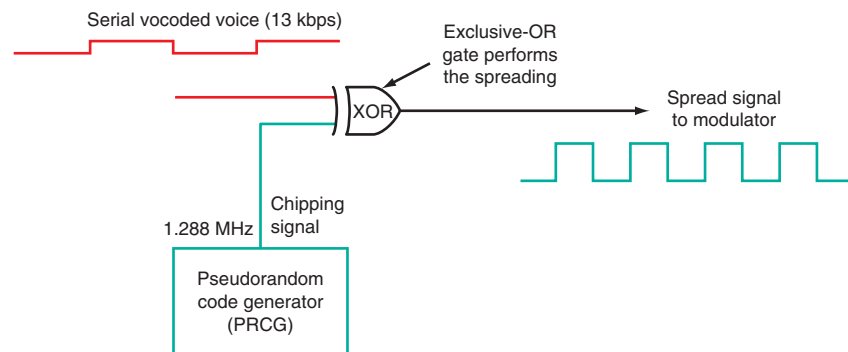 Serial vocoded voice (13 kbps)
Exclusive-OR
gate performs
the spreading
XOR
Spread signal
to modulator
Chipping
signal
1.288 MHz
Pseudorandom
code generator
(PRCG)